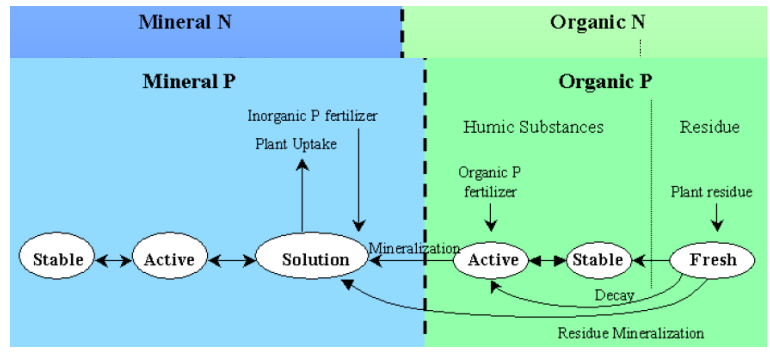 Mineral N
Organic N
Mineral P
Organic P
Inorganic P fertilizer
Plant Uptake
Humic Substances
Residue
Organic P
fertilizer
Plant residue
Mineralization
Stable
Active
Solution
Active
Stable
Fresh
Decay
Residue Mineralization